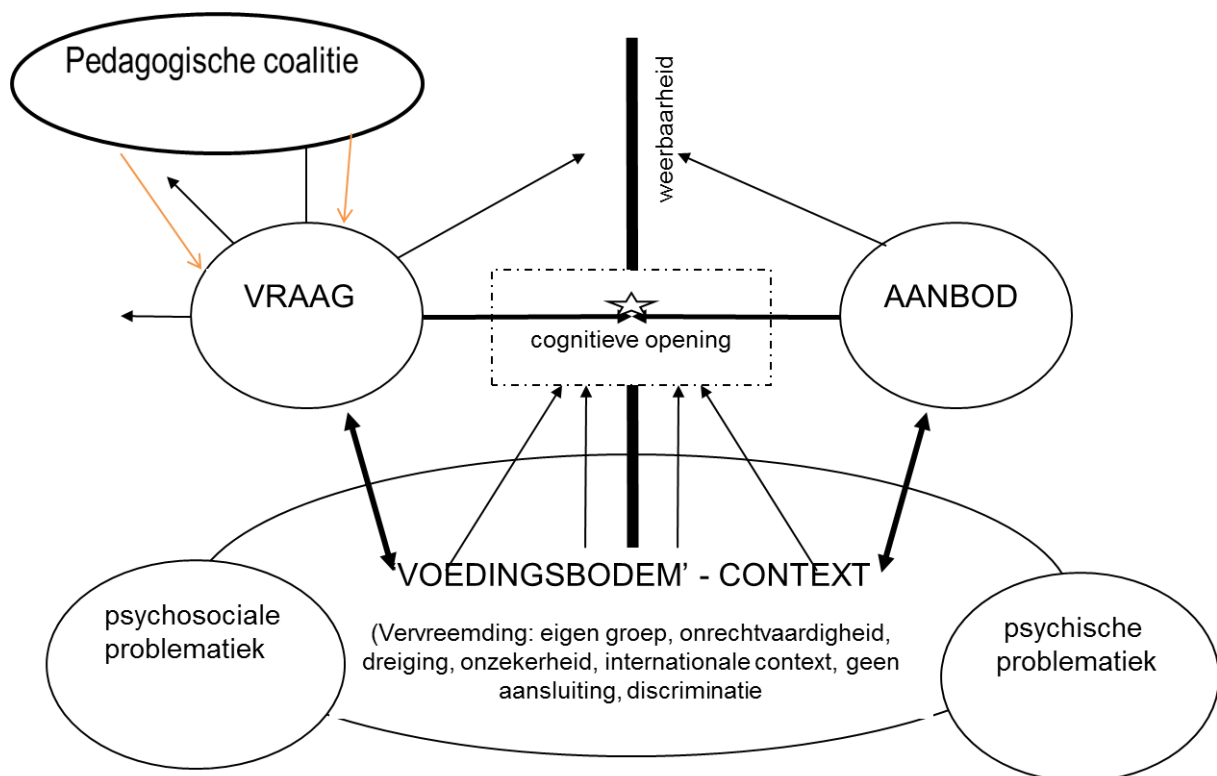 Pedagogische coalitie
weerbaarheid
VRAAG
AANBOD
cognitieve opening
'VOEDINGSBODEM' - CONTEXT
psychosociale
problematiek
(Vervreemding: eigen groep, onrechtvaardigheid,
dreiging, onzekerheid, internationale context, geen
aansluiting, discriminatie
psychische
problematiek